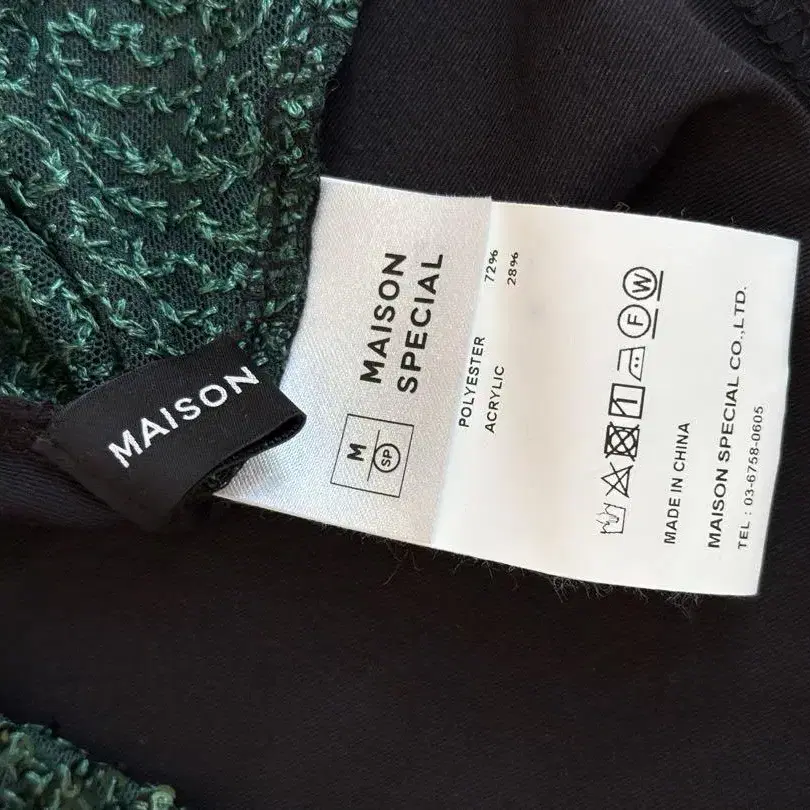 MAISON
MAISON
SPECIAL
M
SP
POLYESTER 72%
ACRYLIC 28%
F W
MADE IN CHINA
MAISON SPECIAL CO.,LTD.
TEL : 03-6758-0605